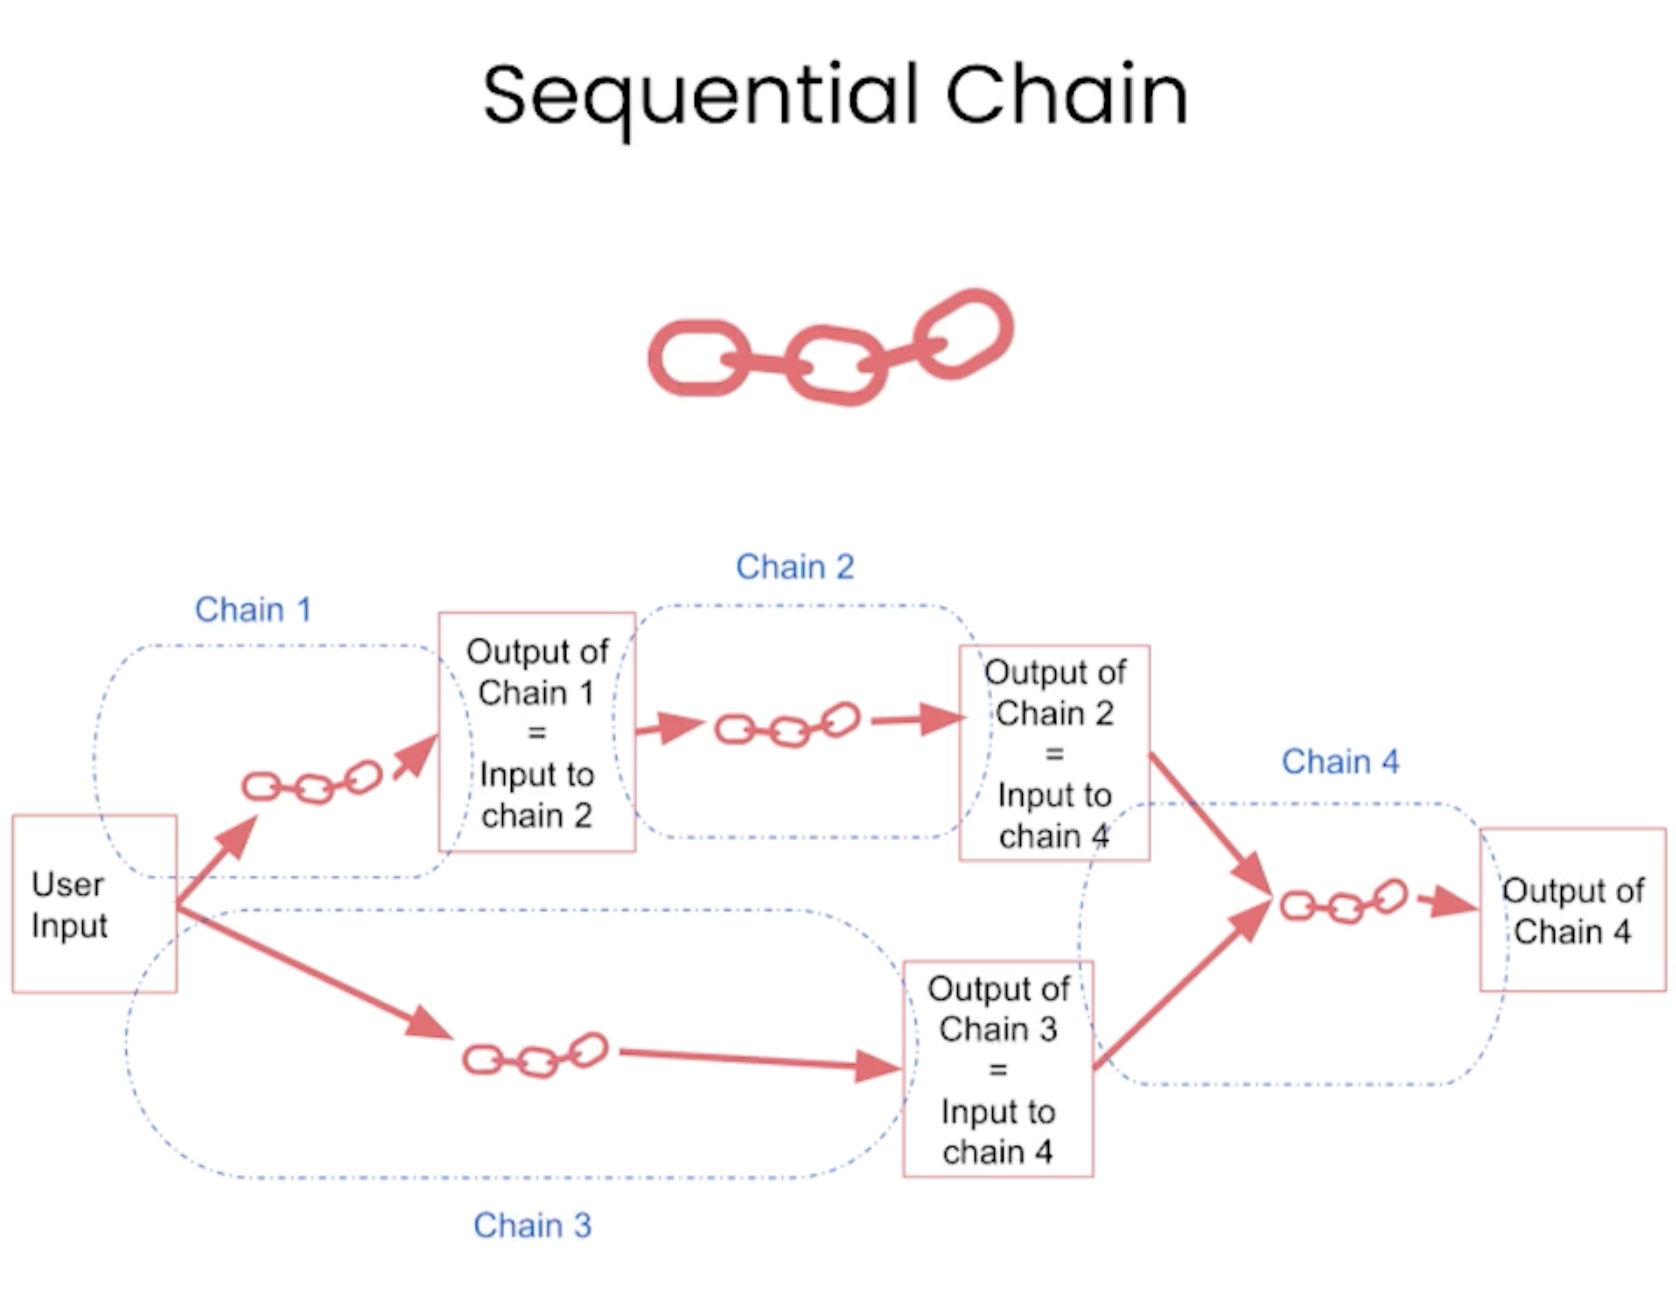 Sequential Chain
Chain 1
Chain 2
User
Input
Output of
Chain 1
=
Input to
chain 2
Output of
Chain 2
=
Input to
chain 4
Chain 3
Output of
Chain 3
=
Input to
chain 4
Chain 4
Output of
Chain 4